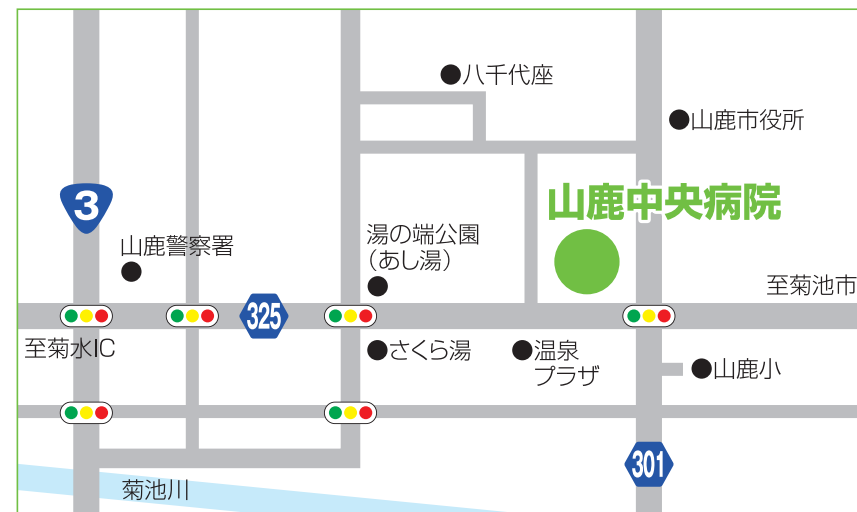 八千代座
山鹿市役所
3
山鹿中央病院
山鹿警察署
湯の端公園
（あし湯）
至菊池市
325
至菊水IC
さくら湯
温泉
プラザ
山鹿小
301
菊池川